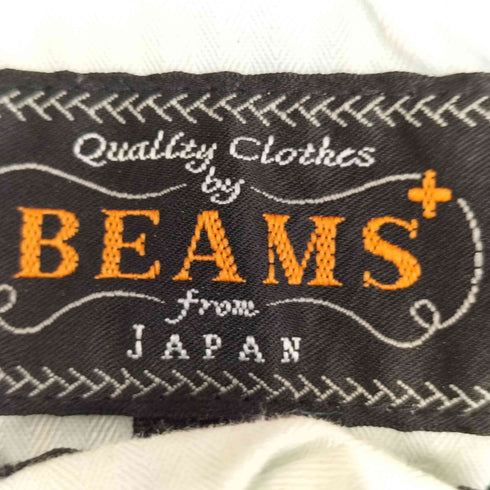 Quality Clothes
by
BEAMS+
from
JAPAN